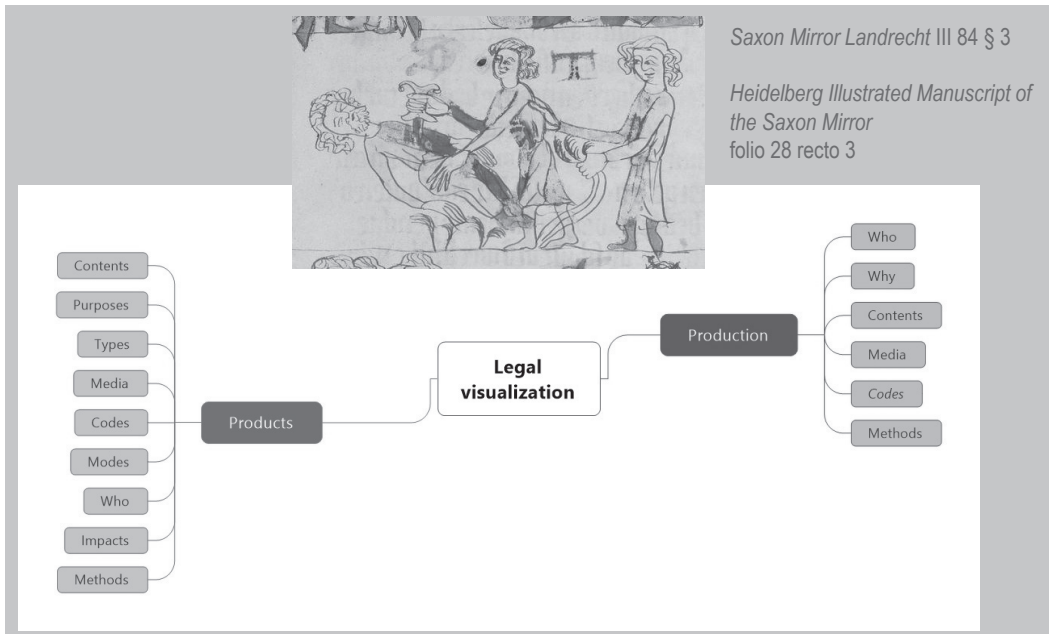 Saxon Mirror Landrecht III 84 § 3
Heidelberg Illustrated Manuscript of
the Saxon Mirror
folio 28 recto 3
Legal
visualization
Products
Contents
Purposes
Types
Media
Codes
Modes
Who
Impacts
Methods
Production
Who
Why
Contents
Media
Codes
Methods